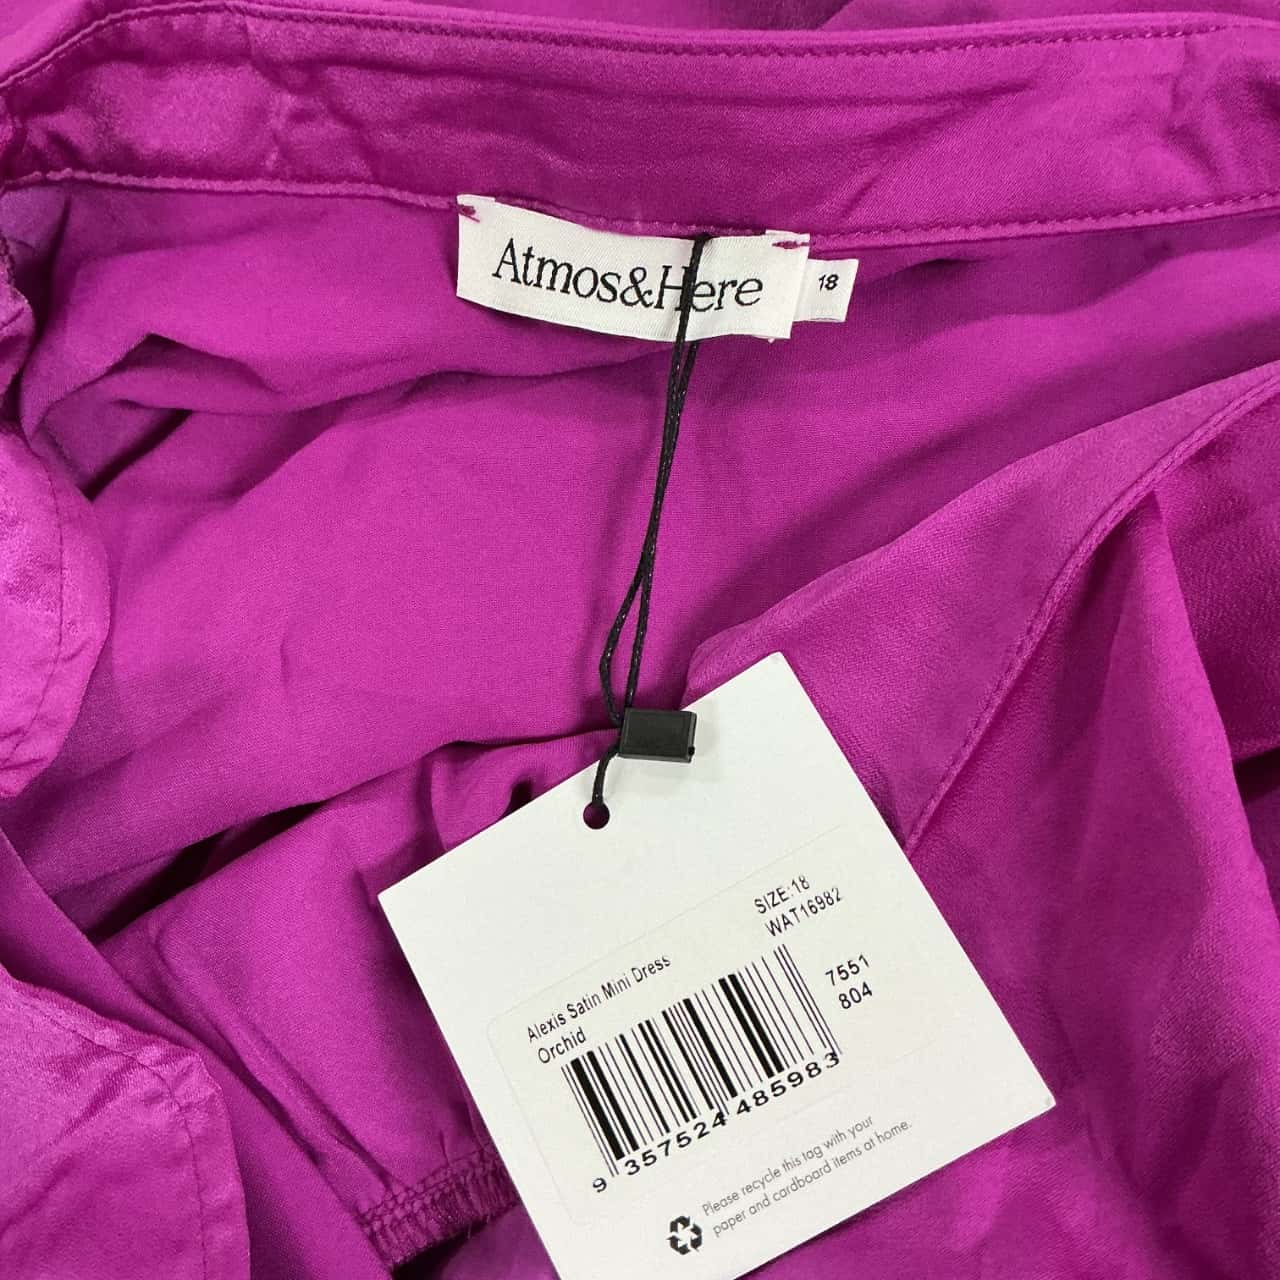 Atmos&Here
18
SIZE:18
WAT16982
Alexis Satin Mini Dress
Orchid
7551
804
9 357524 485983
Please recycle this tag with your
paper and cardboard items at home.